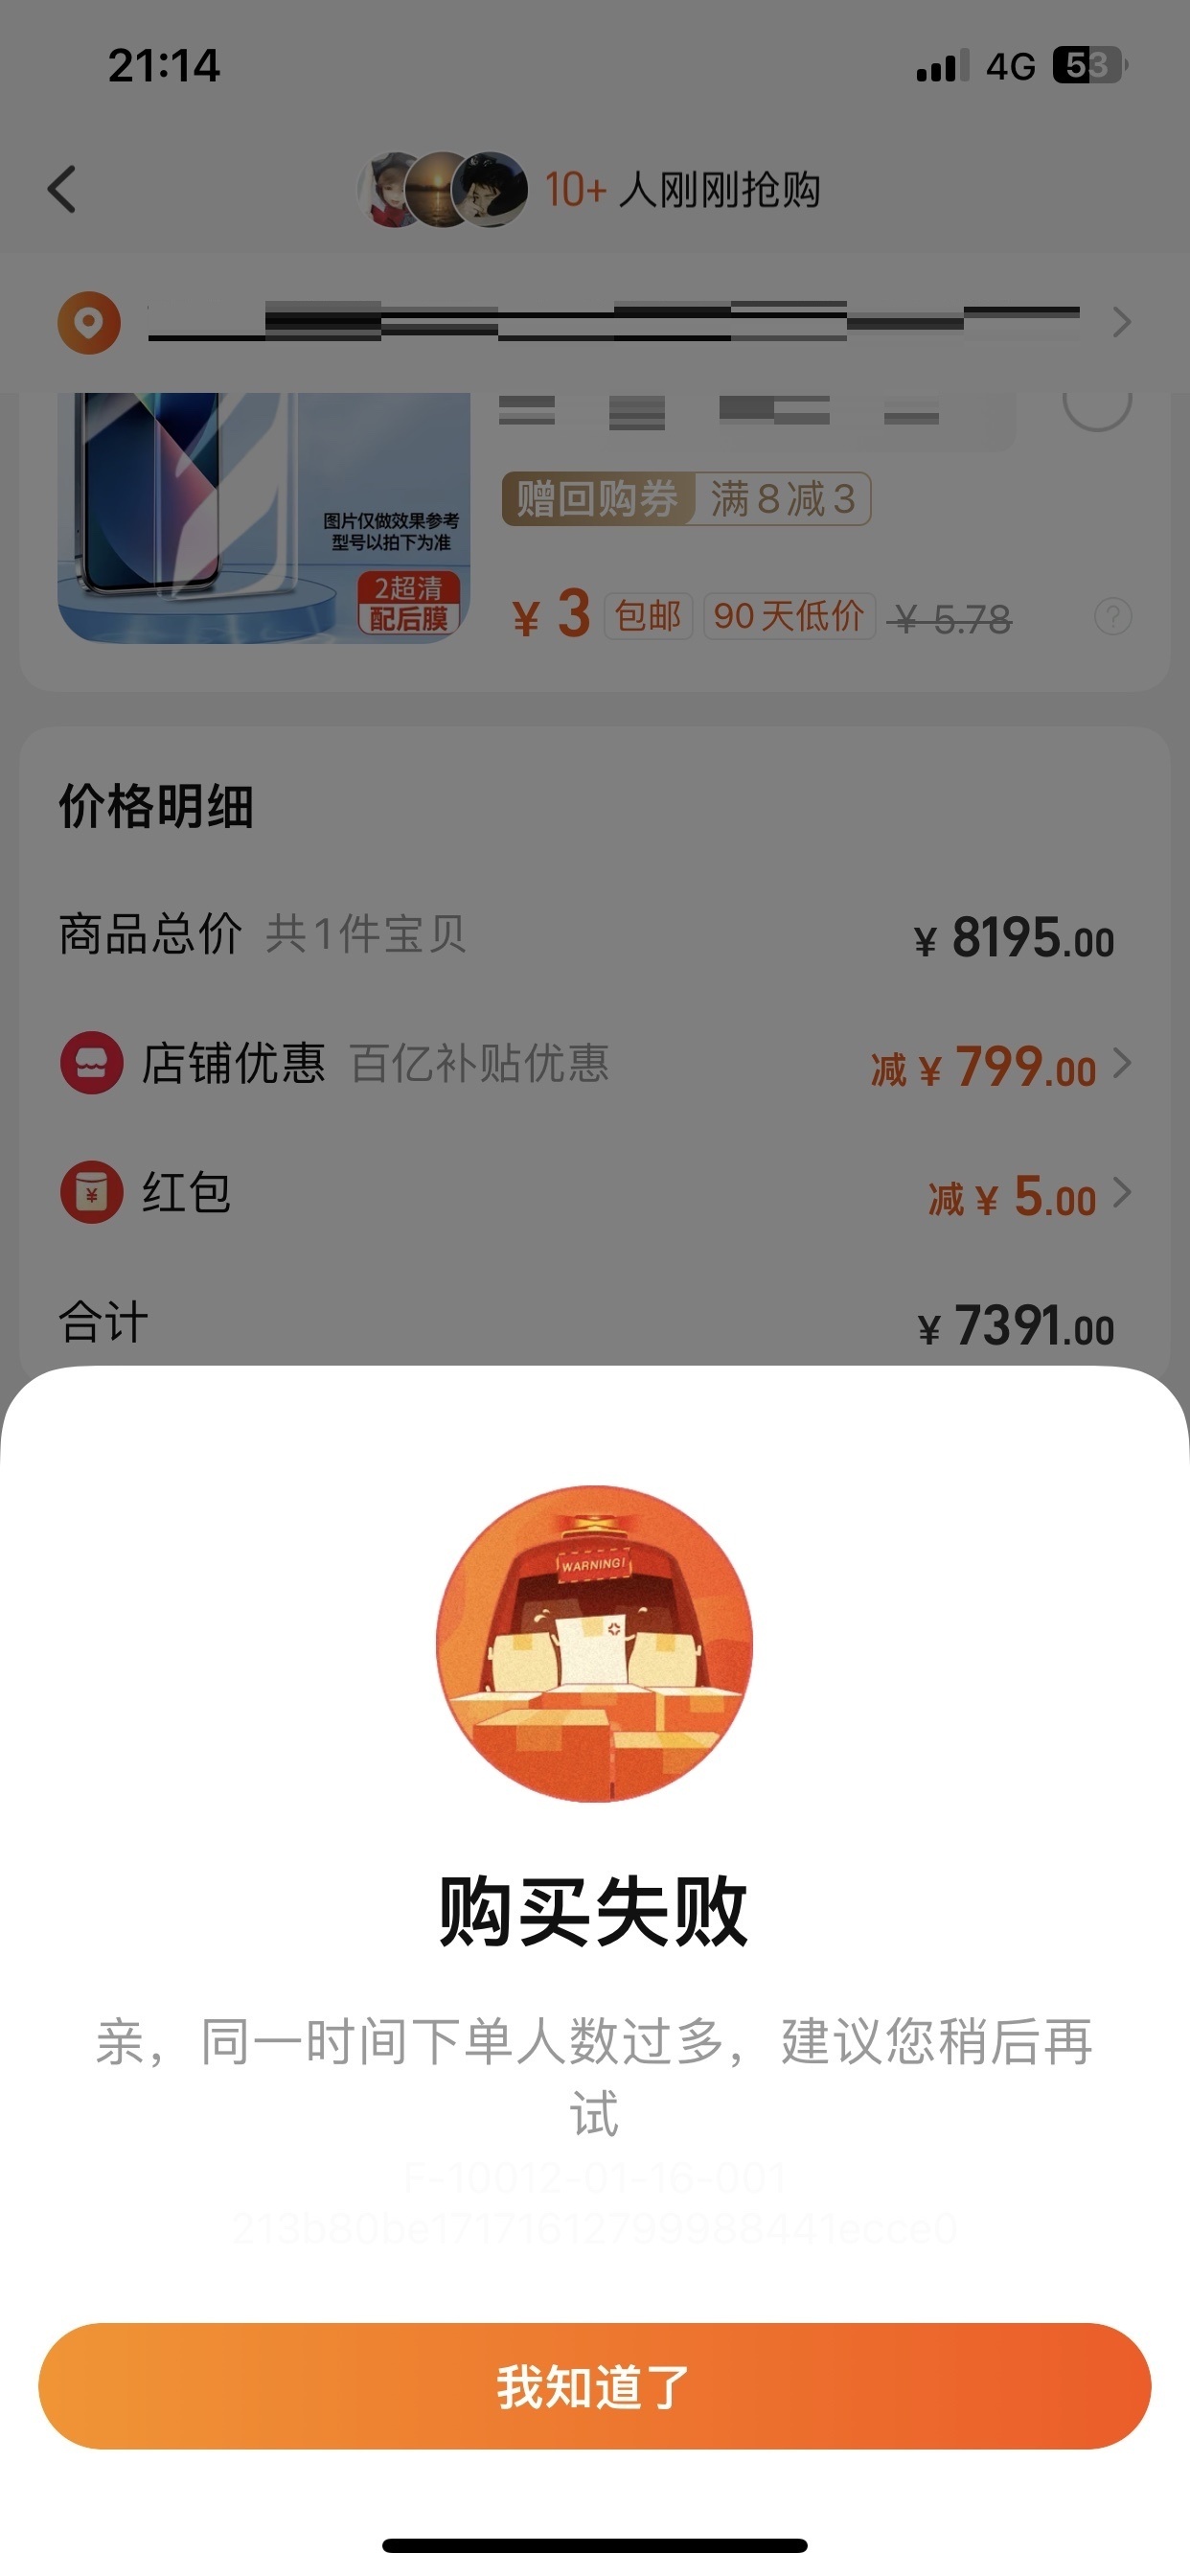 21:14
4G
53
10+ 人刚刚抢购
赠回购券 满8减3
图片仅做效果参考
型号以拍下为准
2超清
配后膜
¥ 3 包邮 90天低价 ¥ 5.78
?
价格明细
商品总价 共1件宝贝 ¥ 8195.00
店铺优惠 百亿补贴优惠 减 ¥ 799.00
红包 减 ¥ 5.00
合计 ¥ 7391.00
WARNING!
购买失败
亲，同一时间下单人数过多，建议您稍后再
试
F-10012-01-16-001
213b80be17171612799988441ecce0
我知道了